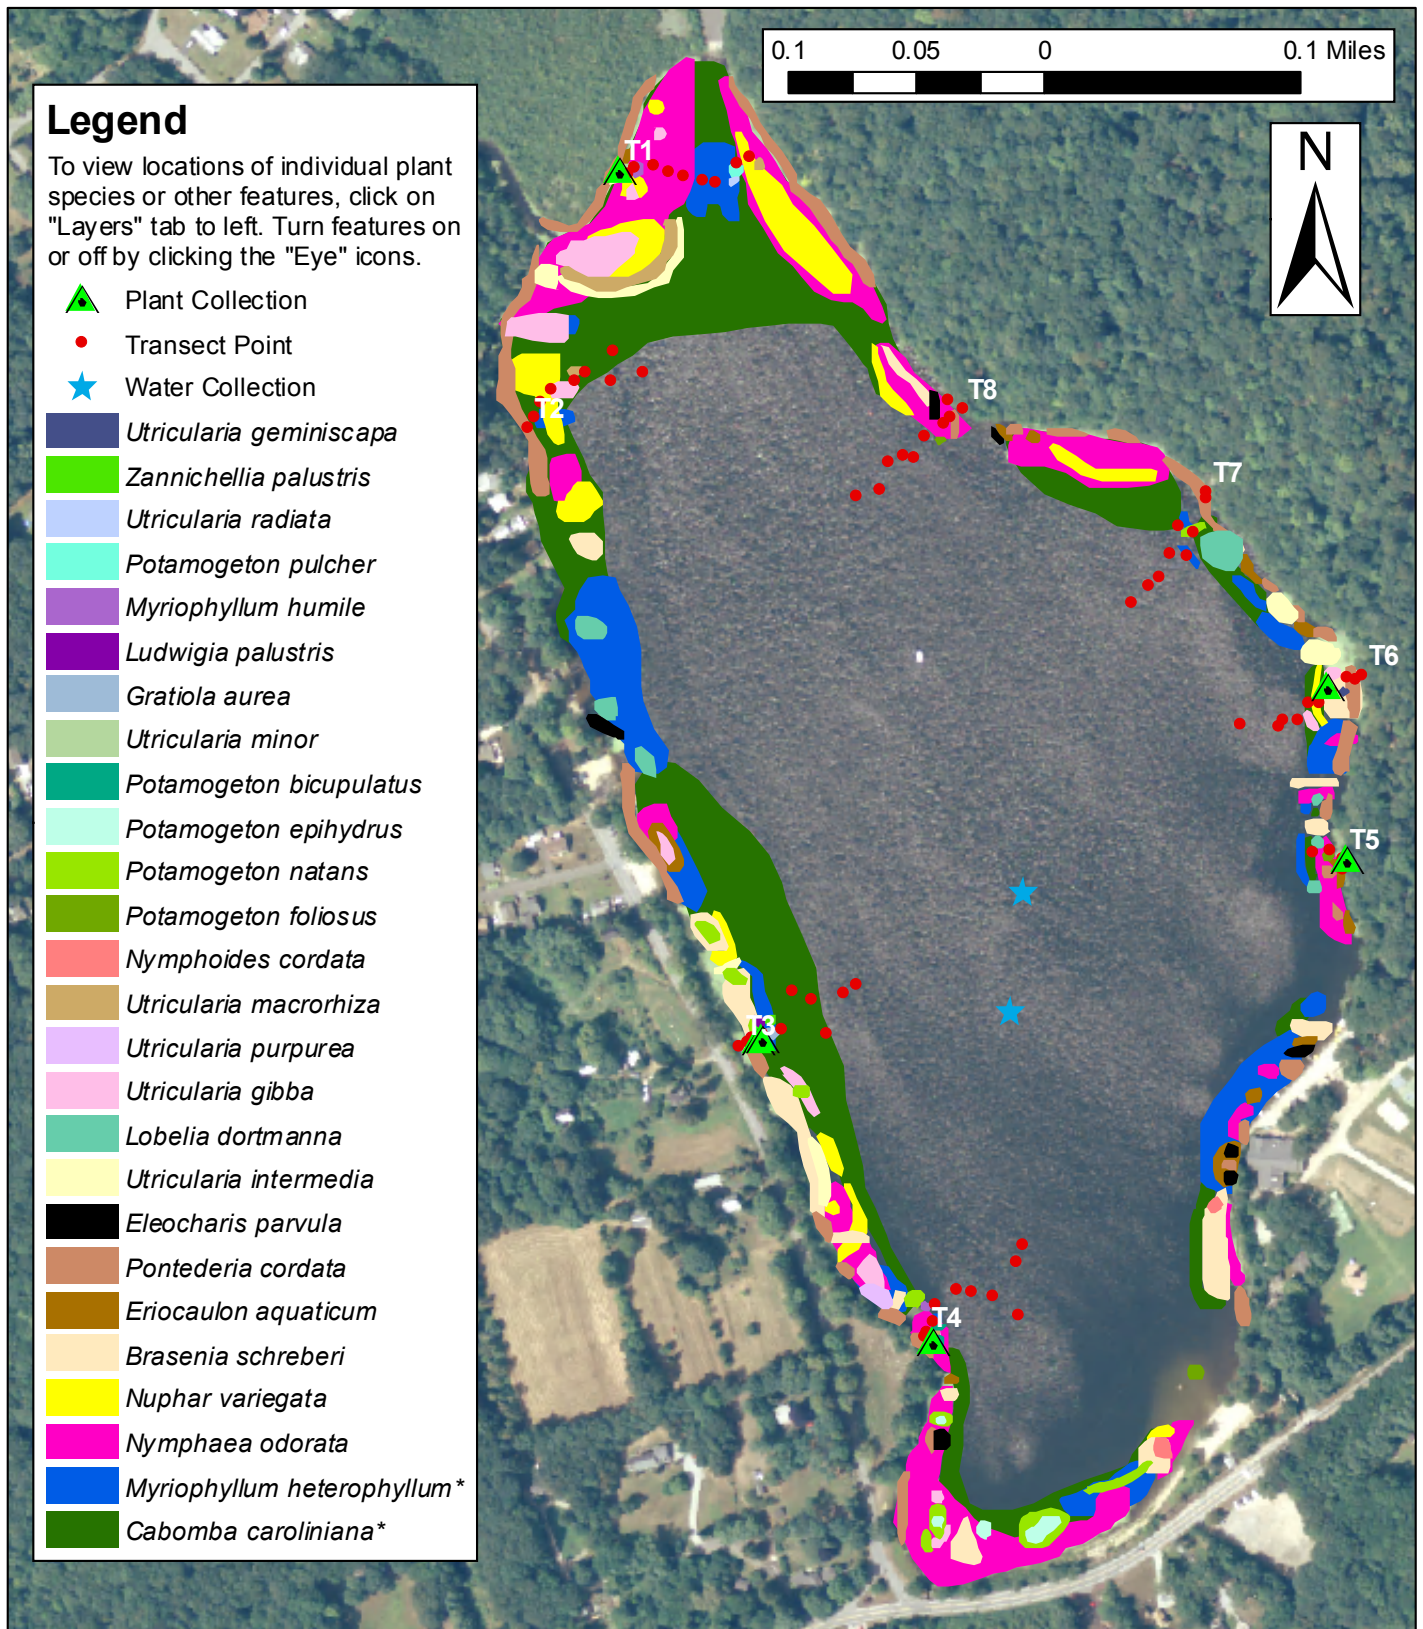 0.1 0.05 0 0.1 Miles
N
Legend
To view locations of individual plant
species or other features, click on
"Layers" tab to left. Turn features on
or off by clicking the "Eye" icons.
Plant Collection
Transect Point
Water Collection
Utricularia geminiscapa
Zannichellia palustris
Utricularia radiata
Potamogeton pulcher
Myriophyllum humile
Ludwigia palustris
Gratiola aurea
Utricularia minor
Potamogeton bicupulatus
Potamogeton epihydrus
Potamogeton natans
Potamogeton foliosus
Nymphoides cordata
Utricularia macrorhiza
Utricularia purpurea
Utricularia gibba
Lobelia dortmanna
Utricularia intermedia
Eleocharis parvula
Pontederia cordata
Eriocaulon aquaticum
Brasenia schreberi
Nuphar variegata
Nymphaea odorata
Myriophyllum heterophyllum*
Cabomba caroliniana*
T1
T2
T8
T7
T6
T5
T3
T4